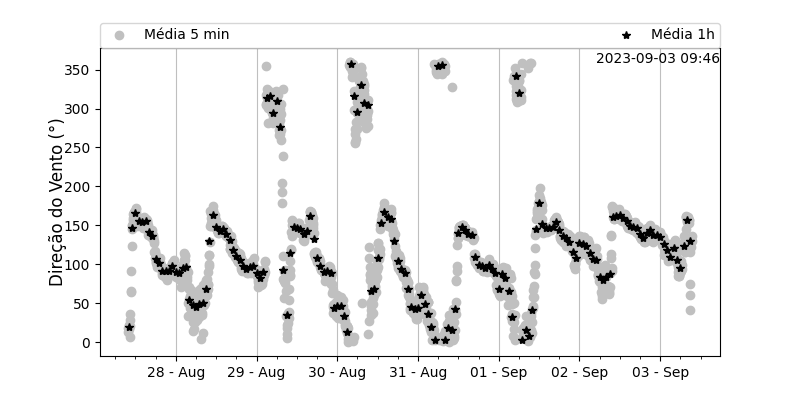 Média 5 min
Média 1h
2023-09-03 09:46
Direção do Vento (°)
350
300
250
200
150
100
50
0
28 - Aug
29 - Aug
30 - Aug
31 - Aug
01 - Sep
02 - Sep
03 - Sep